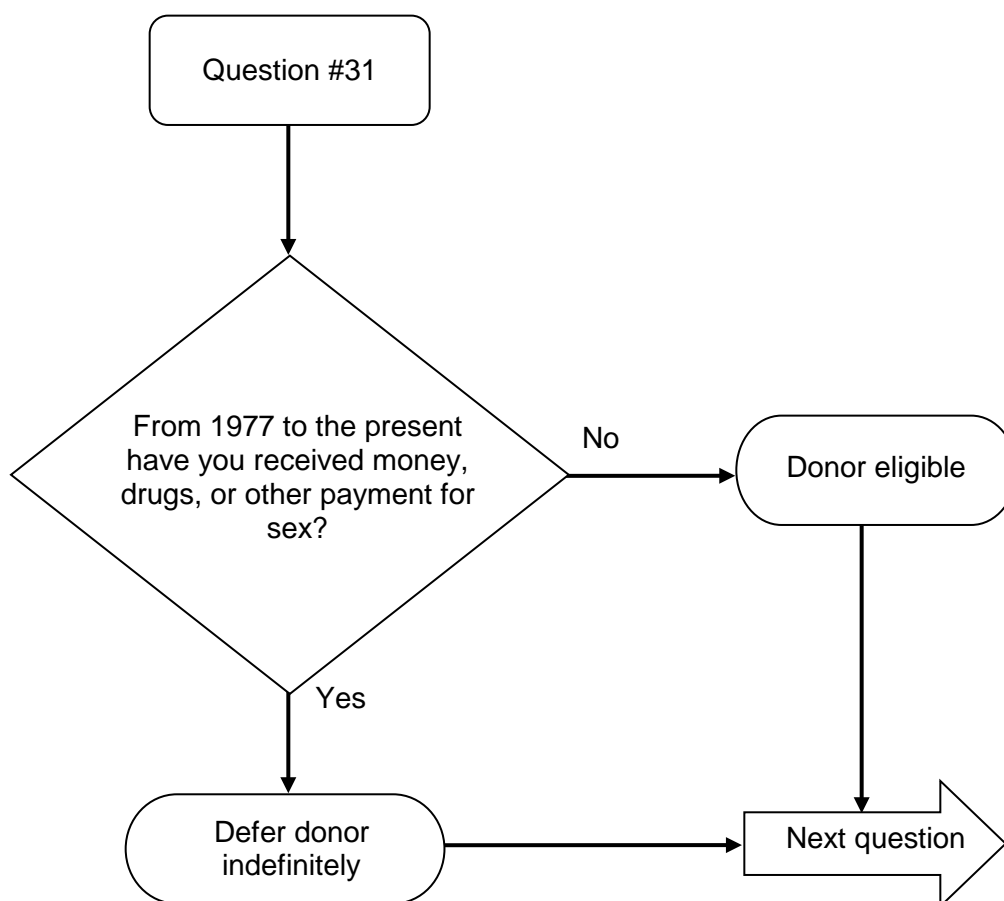 Question #31
From 1977 to the present
have you received money,
drugs, or other payment for
sex?
No
Donor eligible
Yes
Defer donor
indefinitely
Next question